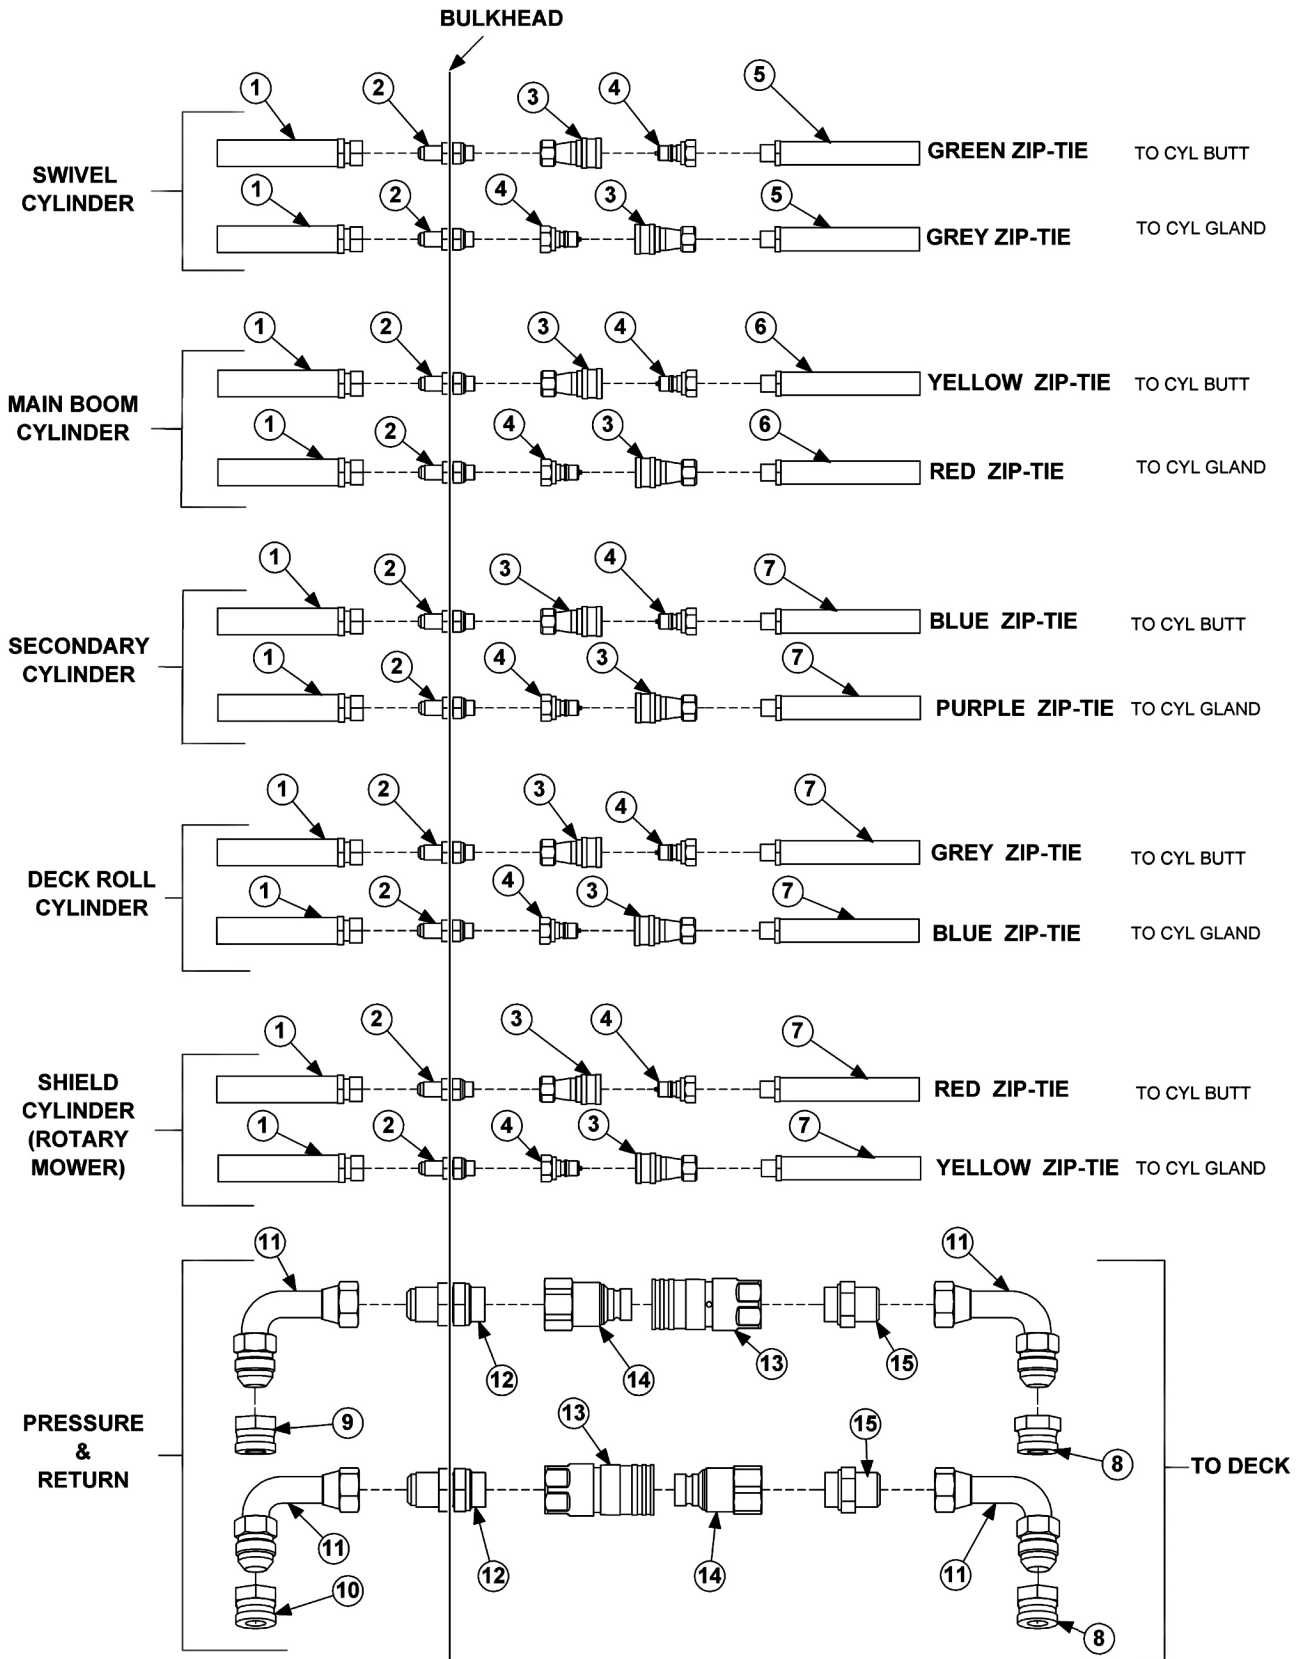 BULKHEAD
1 2 3 4 5
GREEN ZIP-TIE TO CYL BUTT
SWIVEL
CYLINDER
1 2 4 3 5
GREY ZIP-TIE TO CYL GLAND
1 2 3 4 6
YELLOW ZIP-TIE TO CYL BUTT
MAIN BOOM
CYLINDER
1 2 4 3 6
RED ZIP-TIE TO CYL GLAND
1 2 3 4 7
BLUE ZIP-TIE TO CYL BUTT
SECONDARY
CYLINDER
1 2 4 3 7
PURPLE ZIP-TIE TO CYL GLAND
1 2 3 4 7
GREY ZIP-TIE TO CYL BUTT
DECK ROLL
CYLINDER
1 2 4 3 7
BLUE ZIP-TIE TO CYL GLAND
1 2 3 4 7
RED ZIP-TIE TO CYL BUTT
SHIELD
CYLINDER
(ROTARY
MOWER)
1 2 4 3 7
YELLOW ZIP-TIE TO CYL GLAND
11 11
12 14 13 15
PRESSURE
&
RETURN
9 13 15 8
TO DECK
11 12 14 11
10 8